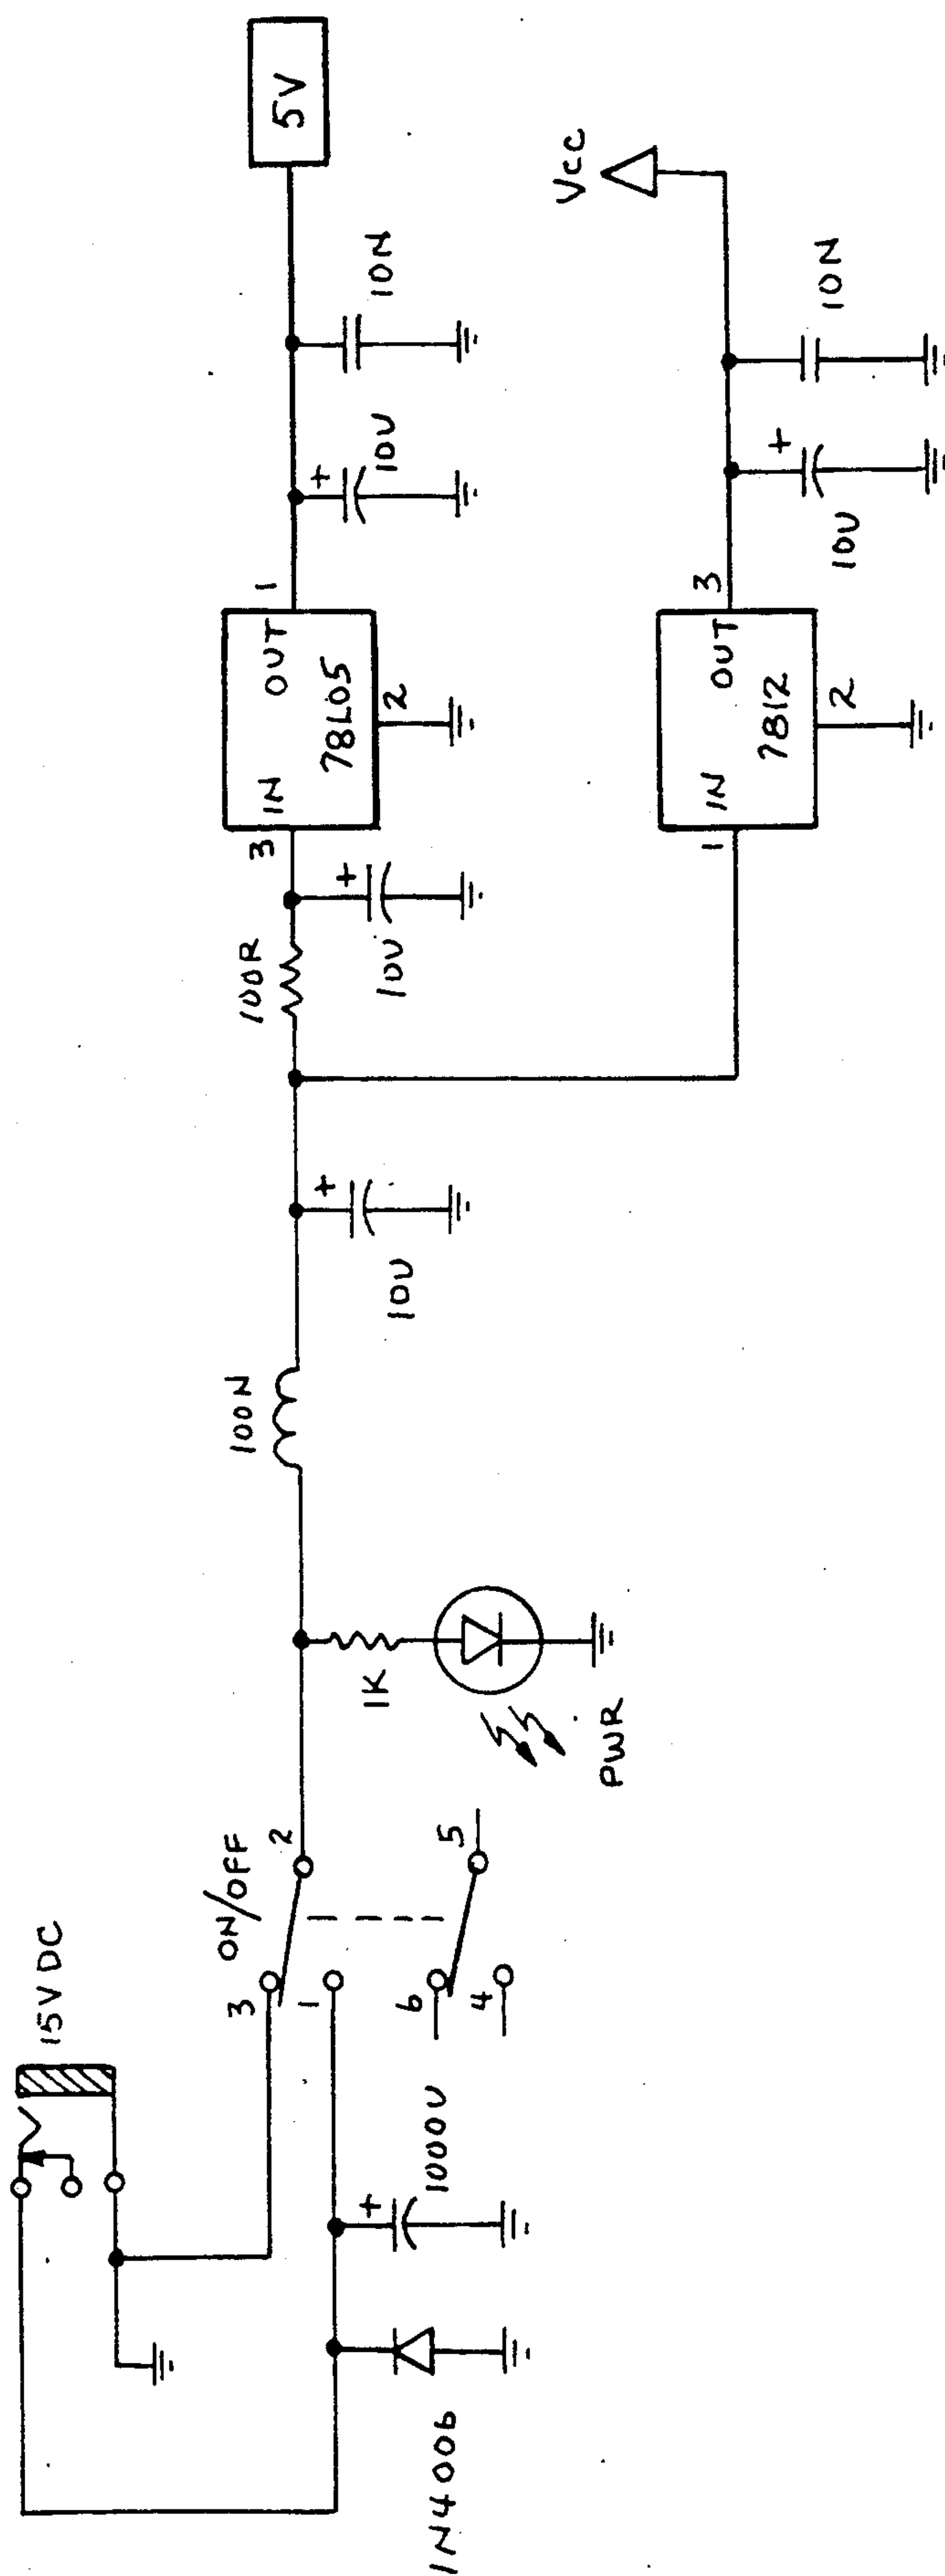 15V DC
ON/OFF
3
2
1
6
5
4
1000U
+
1N4006
1K
PWR
100N
+
10U
100R
+
10U
3
IN
OUT
1
78L05
2
+
10U
10N
5V
1
IN
OUT
3
7812
2
+
10U
10N
Vcc